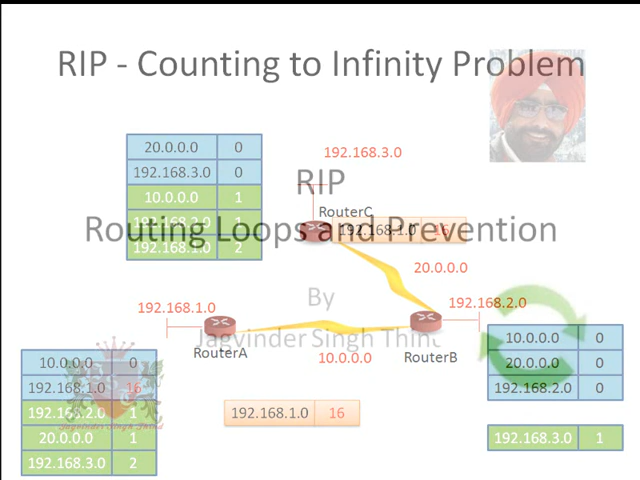 RIP - Counting to Infinity Problem
20.0.0.0 0
192.168.3.0 0
10.0.0.0 1
192.168.2.0 1
192.168.1.0 2
192.168.3.0
RIP
RouterC
Routing Loops and Prevention
192.168.1.0 16
20.0.0.0
By
192.168.1.0
192.168.2.0
Jagvinder Singh Thind
RouterA
10.0.0.0
RouterB
10.0.0.0 0
20.0.0.0 0
192.168.2.0 0
10.0.0.0 0
192.168.1.0 16
192.168.2.0 1
20.0.0.0 1
192.168.3.0 2
Jagvinder Singh Thind
192.168.1.0 16
192.168.3.0 1